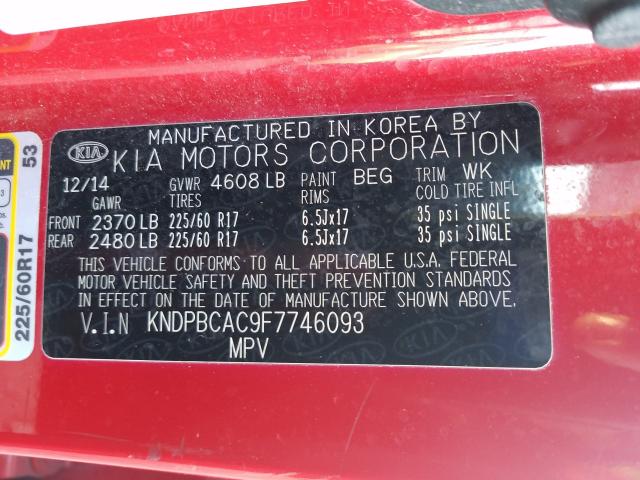 MANUFACTURED IN KOREA BY
KIA KIA MOTORS CORPORATION
12/14 GVWR 4608 LB PAINT BEG TRIM WK
GAWR TIRES RIMS COLD TIRE INFL
FRONT 2370 LB 225/60 R17 6.5Jx17 35 psi SINGLE
REAR 2480 LB 225/60 R17 6.5Jx17 35 psi SINGLE
THIS VEHICLE CONFORMS TO ALL APPLICABLE U.S.A. FEDERAL
MOTOR VEHICLE SAFETY AND THEFT PREVENTION STANDARDS
IN EFFECT ON THE DATE OF MANUFACTURE SHOWN ABOVE.
V.I.N KNDPBCAC9F7746093
MPV
53
225/60R17